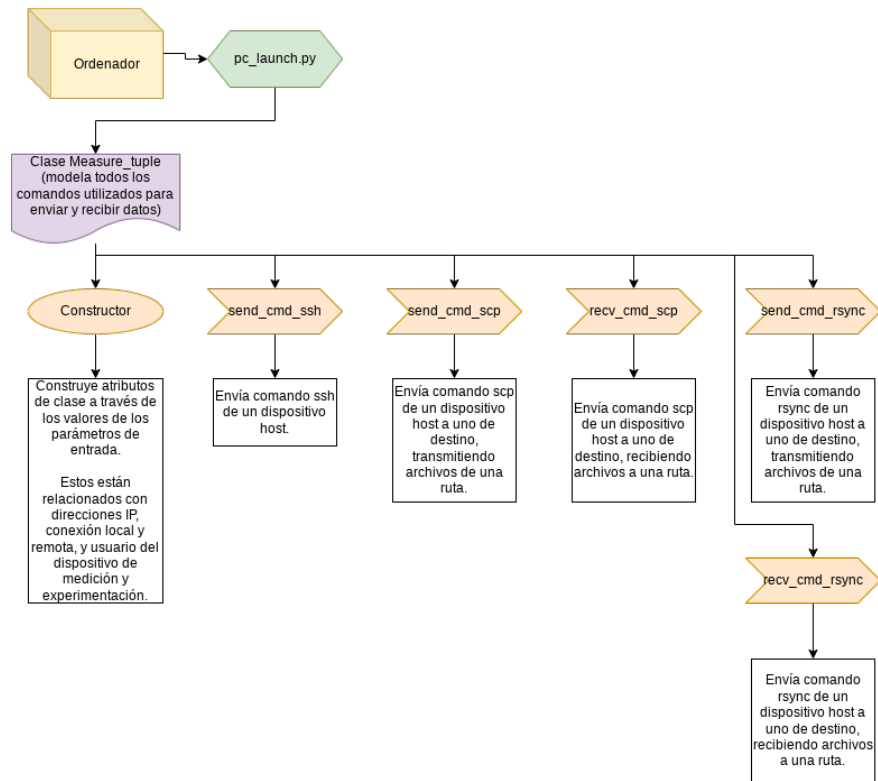 Ordenador
pc_launch.py
Clase Measure_tuple
(modela todos los
comandos utilizados para
enviar y recibir datos)
Constructor
send_cmd_ssh
send_cmd_scp
recv_cmd_scp
send_cmd_rsync
Construye atributos
de clase a través de
los valores de los
parámetros de
entrada.
Estos están
relacionados con
direcciones IP,
conexión local y
remota, y usuario del
dispositivo de
medición y
experimentación.
Envía comando ssh
de un dispositivo
host.
Envía comando scp
de un dispositivo
host a uno de
destino,
transmitiendo
archivos de una
ruta.
Envía comando scp
de un dispositivo
host a uno de
destino, recibiendo
archivos a una ruta.
Envía comando
rsync de un
dispositivo host a
uno de destino,
transmitiendo
archivos de una
ruta.
recv_cmd_rsync
Envía comando
rsync de un
dispositivo host a
uno de destino,
recibiendo archivos
a una ruta.